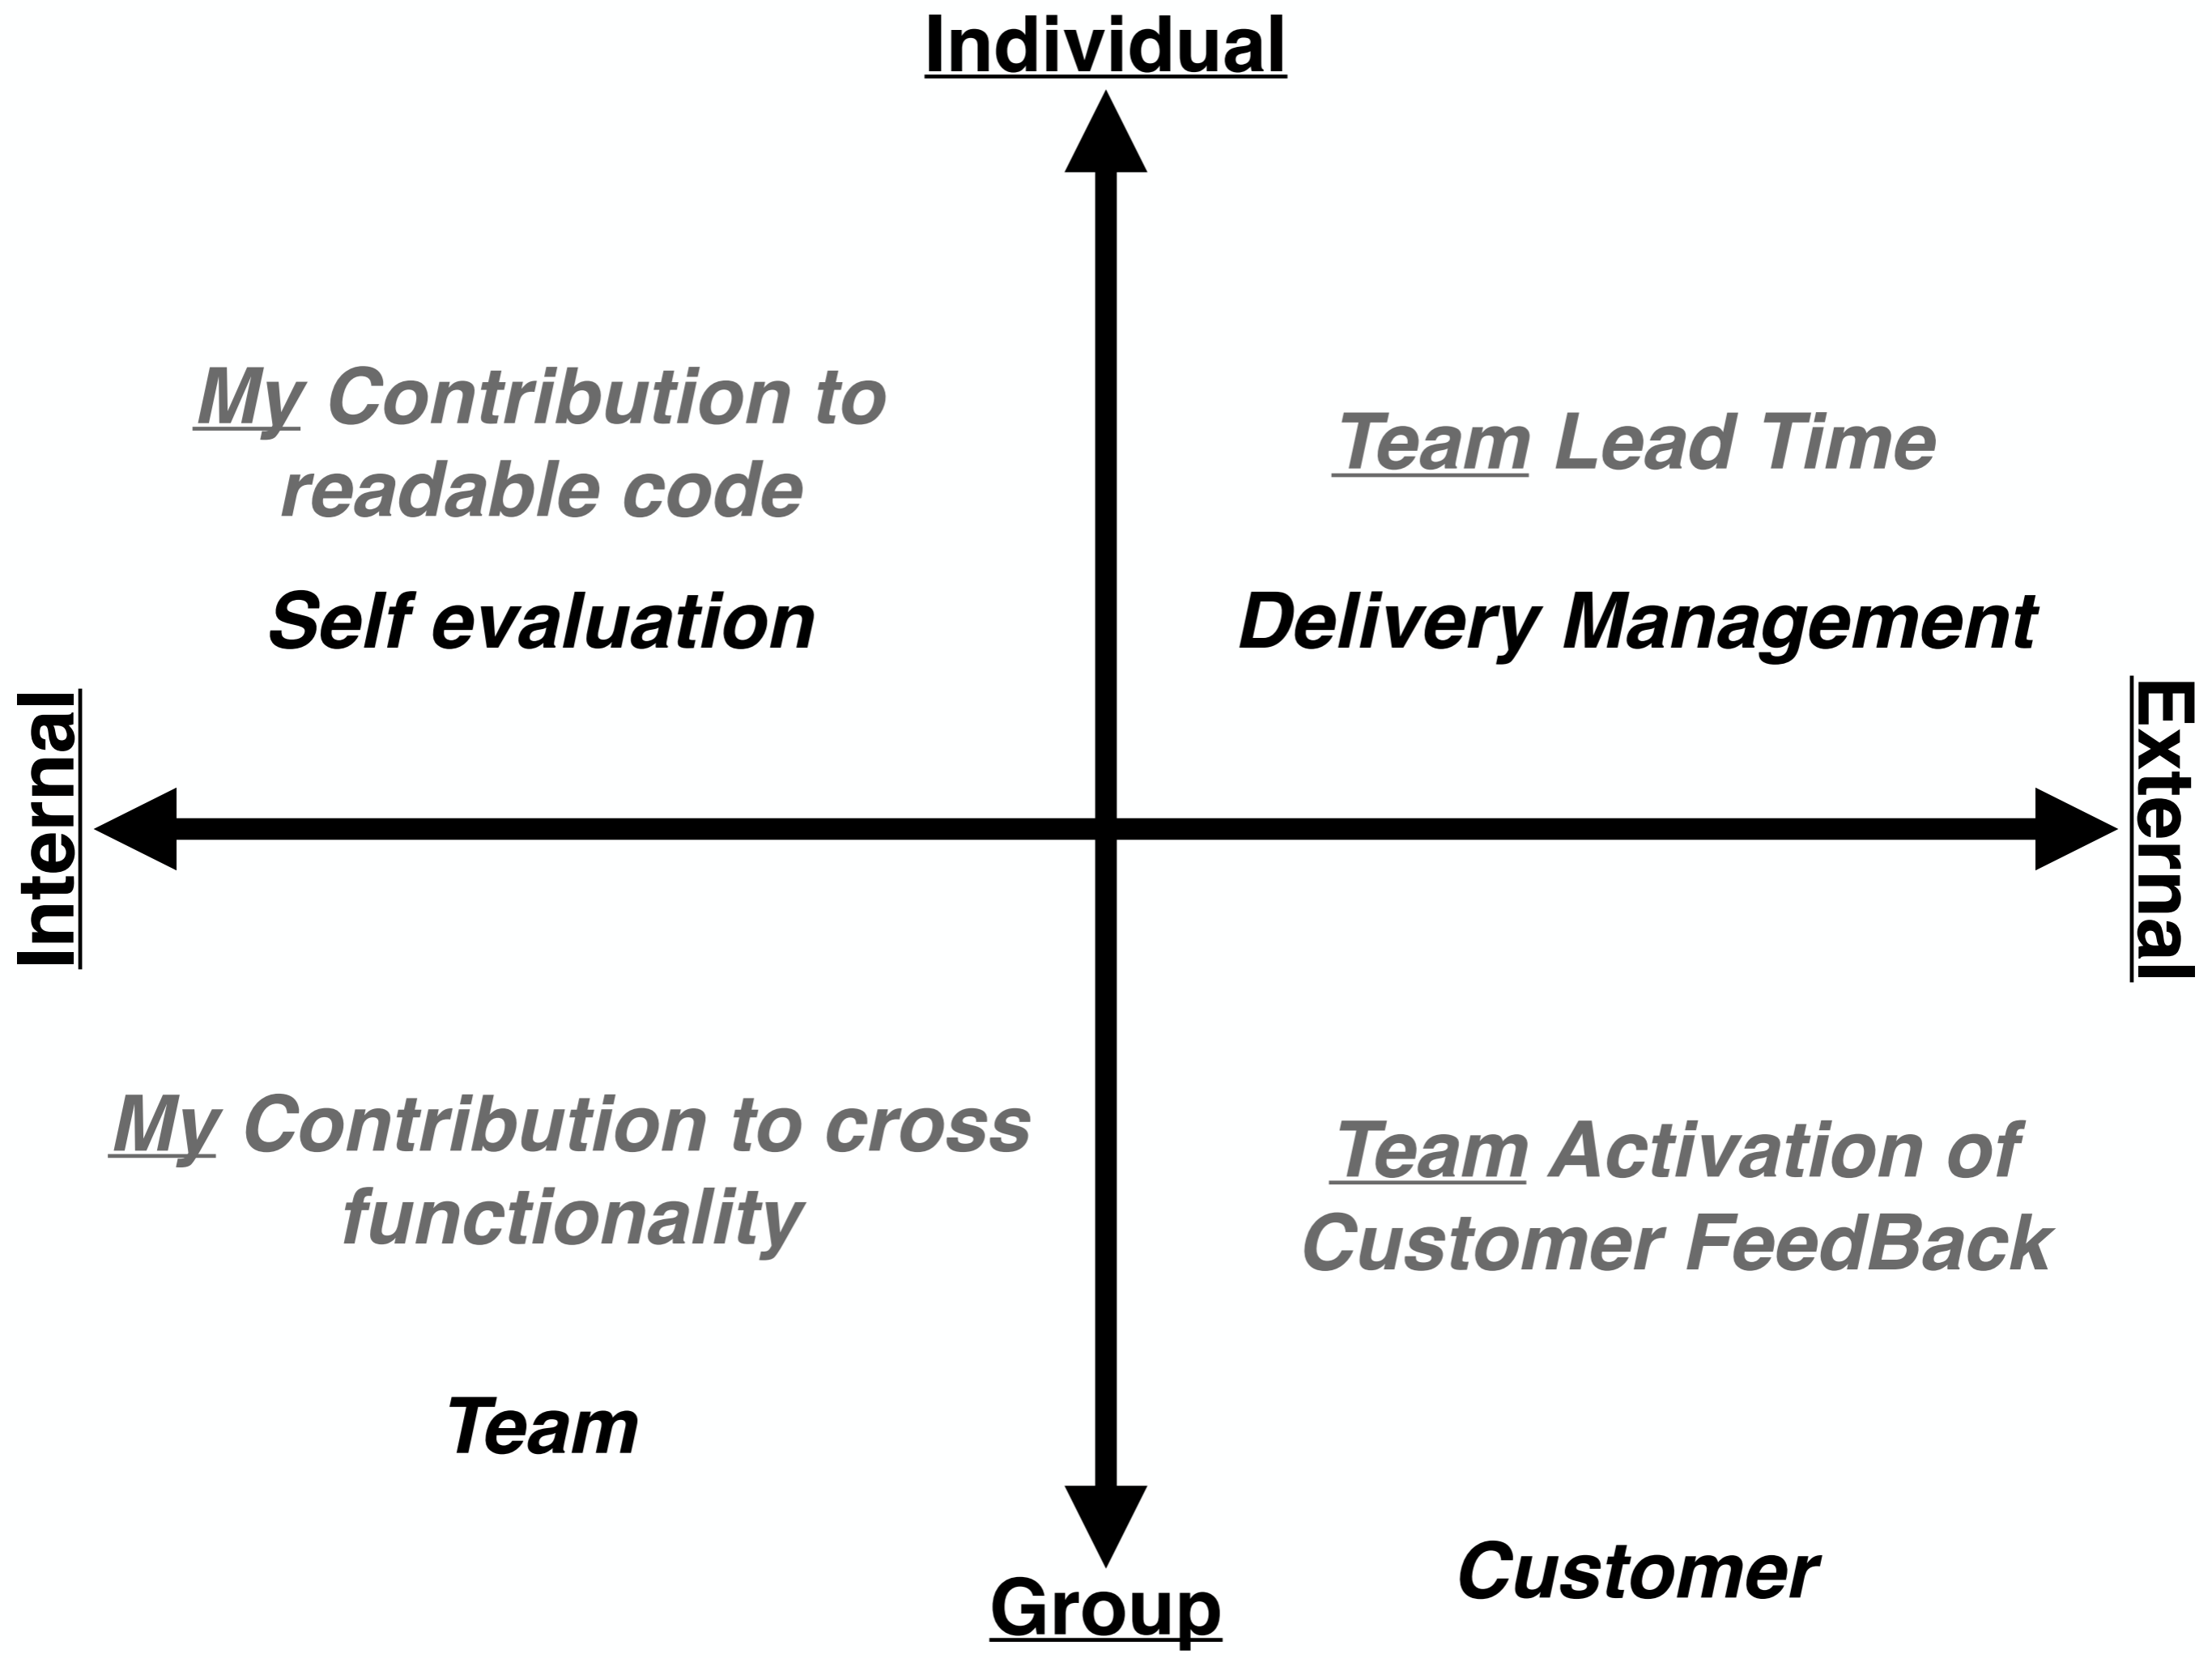 Individual
My Contribution to
readable code
Self evaluation
Team Lead Time
Delivery Management
Internal
External
My Contribution to cross
functionality
Team
Team Activation of
Customer FeedBack
Customer
Group